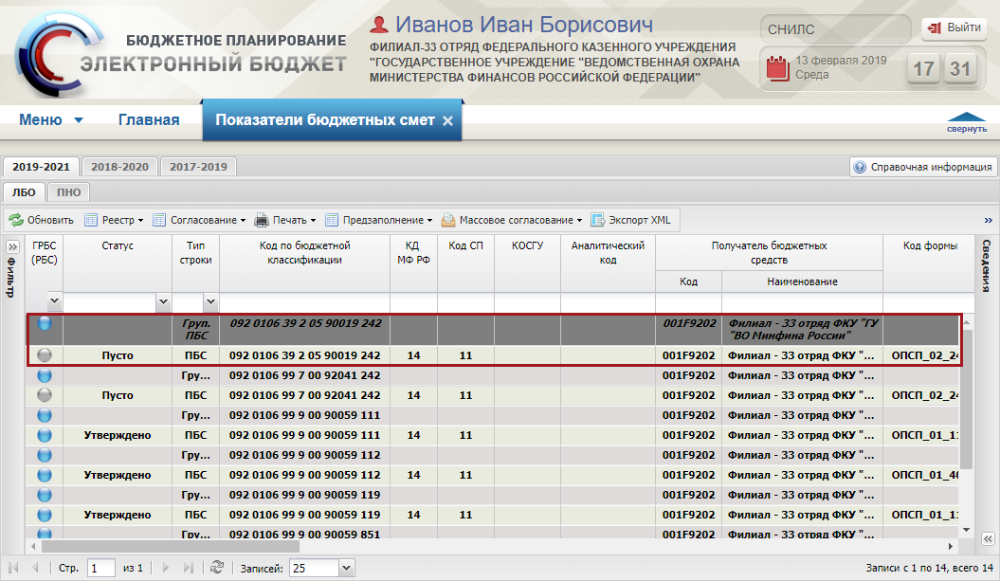 БЮДЖЕТНОЕ ПЛАНИРОВАНИЕ
ЭЛЕКТРОННЫЙ БЮДЖЕТ
Иванов Иван Борисович
ФИЛИАЛ-33 ОТРЯД ФЕДЕРАЛЬНОГО КАЗЕННОГО УЧРЕЖДЕНИЯ
"ГОСУДАРСТВЕННОЕ УЧРЕЖДЕНИЕ "ВЕДОМСТВЕННАЯ ОХРАНА
МИНИСТЕРСТВА ФИНАНСОВ РОССИЙСКОЙ ФЕДЕРАЦИИ"
СНИЛС
Выйти
13 февраля 2019
Среда
17 31
Меню Главная Показатели бюджетных смет
свернуть
2019-2021 2018-2020 2017-2019 Справочная информация
ЛБО ПНО
Обновить Реестр Согласование Печать Предзаполнение Массовое согласование Экспорт XML »
Фильтр
ГРБС (РБС) Статус Тип строки Код по бюджетной классификации КД МФ РФ Код СП КОСГУ Аналитический код Получатель бюджетных средств Код формы
Код Наименование
Сведения
Груп. ПБС 092 0106 39 2 05 90019 242 001F9202 Филиал - 33 отряд ФКУ "ГУ "ВО Минфина России"
Пусто ПБС 092 0106 39 2 05 90019 242 14 11 001F9202 Филиал - 33 отряд ФКУ "... ОПСП_02_24
Гру... 092 0106 99 7 00 92041 242 001F9202 Филиал - 33 отряд ФКУ "...
Пусто ПБС 092 0106 99 7 00 92041 242 14 11 001F9202 Филиал - 33 отряд ФКУ "... ОПСП_02_24
Гру... 092 0106 99 9 00 90059 111 001F9202 Филиал - 33 отряд ФКУ "...
Утверждено ПБС 092 0106 99 9 00 90059 111 14 11 001F9202 Филиал - 33 отряд ФКУ "... ОПСП_01_11
Гру... 092 0106 99 9 00 90059 112 001F9202 Филиал - 33 отряд ФКУ "...
Утверждено ПБС 092 0106 99 9 00 90059 112 14 11 001F9202 Филиал - 33 отряд ФКУ "... ОПСП_01_40
Гру... 092 0106 99 9 00 90059 119 001F9202 Филиал - 33 отряд ФКУ "...
Утверждено ПБС 092 0106 99 9 00 90059 119 14 11 001F9202 Филиал - 33 отряд ФКУ "... ОПСП_01_11
Гру... 092 0106 99 9 00 90059 851 001F9202 Филиал - 33 отряд ФКУ "...
Стр. 1 из 1 Записей: 25 Записи с 1 по 14, всего 14